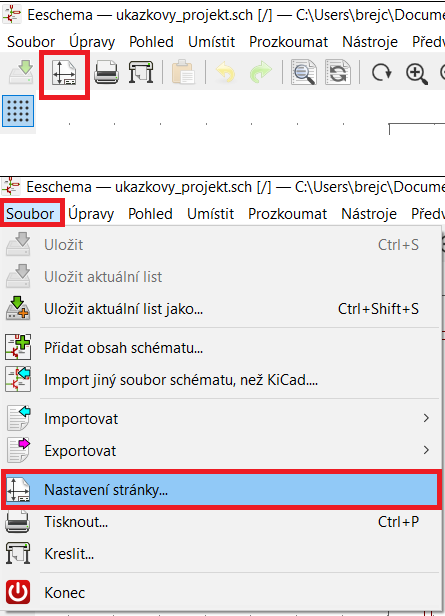 Eeschema — ukazkovy_projekt.sch [/] — C:\Users\brejc\Docume
Soubor Úpravy Pohled Umístit Prozkoumat Nástroje Předv
Eeschema — ukazkovy_projekt.sch [/] — C:\Users\brejc\Docume
Soubor Úpravy Pohled Umístit Prozkoumat Nástroje Předv
Uložit Ctrl+S
Uložit aktuální list
Uložit aktuální list jako... Ctrl+Shift+S
Přidat obsah schématu...
Import jiný soubor schématu, než KiCad....
Importovat
Exportovat
Nastavení stránky...
Tisknout... Ctrl+P
Kreslit...
Konec